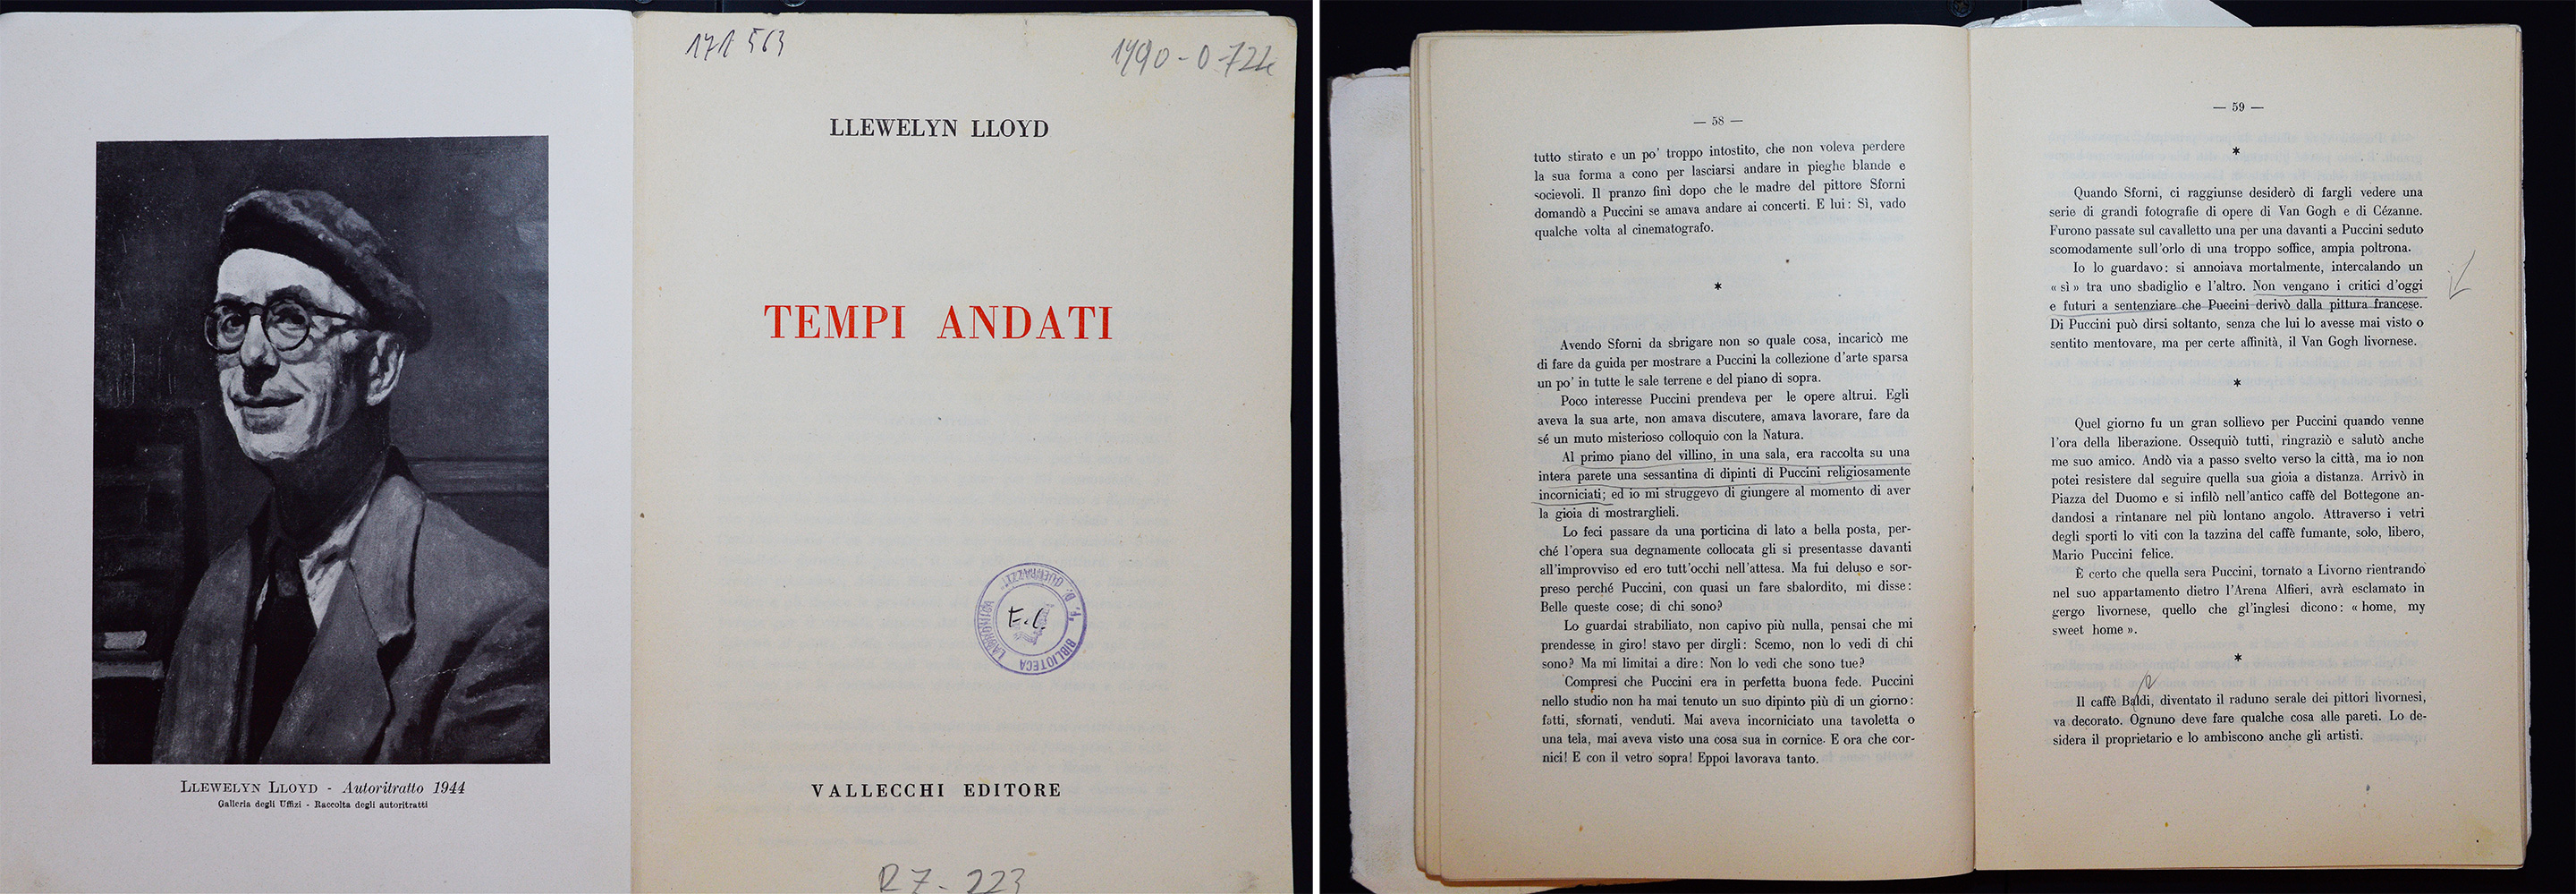 171 563
1990-0-724
LLEWELYN LLOYD
TEMPI ANDATI
F. D. GUERRAZZI
F.L.
BIBLIOTECA LABRONICA
VALLECCHI EDITORE
R7-223
LLEWELYN LLOYD - Autoritratto 1944
Galleria degli Uffizi - Raccolta degli autoritratti
— 58 —
tutto stirato e un po' troppo intostito, che non voleva perdere
la sua forma a cono per lasciarsi andare in pieghe blande e
socievoli. Il pranzo finì dopo che le madre del pittore Sforni
domandò a Puccini se amava andare ai concerti. E lui: Sì, vado
qualche volta al cinematografo.
*
Avendo Sforni da sbrigare non so quale cosa, incaricò me
di fare da guida per mostrare a Puccini la collezione d'arte sparsa
un po' in tutte le sale terrene e del piano di sopra.
Poco interesse Puccini prendeva per le opere altrui. Egli
aveva la sua arte, non amava discutere, amava lavorare, fare da
sé un muto misterioso colloquio con la Natura.
Al primo piano del villino, in una sala, era raccolta su una
intera parete una sessantina di dipinti di Puccini religiosamente
incorniciati; ed io mi struggevo di giungere al momento di aver
la gioia di mostrarglieli.
Lo feci passare da una porticina di lato a bella posta, per-
ché l'opera sua degnamente collocata gli si presentasse davanti
all'improvviso ed ero tutt'occhi nell'attesa. Ma fui deluso e sor-
preso perché Puccini, con quasi un fare sbalordito, mi disse:
Belle queste cose; di chi sono?
Lo guardai strabiliato, non capivo più nulla, pensai che mi
prendesse in giro! stavo per dirgli: Scemo, non lo vedi di chi
sono? Ma mi limitai a dire: Non lo vedi che sono tue?
Compresi che Puccini era in perfetta buona fede. Puccini
nello studio non ha mai tenuto un suo dipinto più di un giorno:
fatti, sfornati, venduti. Mai aveva incorniciato una tavoletta o
una tela, mai aveva visto una cosa sua in cornice. E ora che cor-
nici! E con il vetro sopra! Eppoi lavorava tanto.
— 59 —
*
Quando Sforni, ci raggiunse desiderò di fargli vedere una
serie di grandi fotografie di opere di Van Gogh e di Cézanne.
Furono passate sul cavalletto una per una davanti a Puccini seduto
scomodamente sull'orlo di una troppo soffice, ampia poltrona.
Io lo guardavo: si annoiava mortalmente, intercalando un
« sì » tra uno sbadiglio e l'altro. Non vengano i critici d'oggi
e futuri a sentenziare che Puccini derivò dalla pittura francese.
Di Puccini può dirsi soltanto, senza che lui lo avesse mai visto o
sentito mentovare, ma per certe affinità, il Van Gogh livornese.
*
Quel giorno fu un gran sollievo per Puccini quando venne
l'ora della liberazione. Ossequiò tutti, ringraziò e salutò anche
me suo amico. Andò via a passo svelto verso la città, ma io non
potei resistere dal seguire quella sua gioia a distanza. Arrivò in
Piazza del Duomo e si infilò nell'antico caffè del Bottegone an-
dandosi a rintanare nel più lontano angolo. Attraverso i vetri
degli sporti lo viti con la tazzina del caffè fumante, solo, libero,
Mario Puccini felice.
È certo che quella sera Puccini, tornato a Livorno rientrando
nel suo appartamento dietro l'Arena Alfieri, avrà esclamato in
gergo livornese, quello che gl'inglesi dicono: « home, my
sweet home ».
*
Il caffè Baldi, diventato il raduno serale dei pittori livornesi,
va decorato. Ognuno deve fare qualche cosa alle pareti. Lo de-
sidera il proprietario e lo ambiscono anche gli artisti.